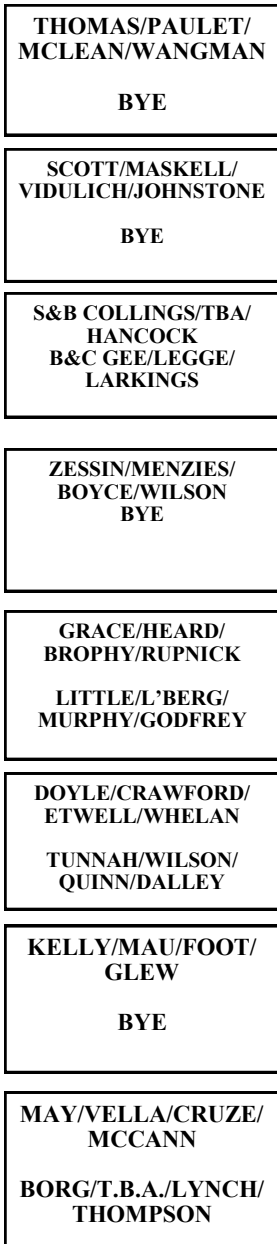 THOMAS/PAULET/
MCLEAN/WANGMAN
BYE
SCOTT/MASKELL/
VIDULICH/JOHNSTONE
BYE
S&B COLLINGS/TBA/
HANCOCK
B&C GEE/LEGGE/
LARKINGS
ZESSIN/MENZIES/
BOYCE/WILSON
BYE
GRACE/HEARD/
BROPHY/RUPNICK
LITTLE/L’BERG/
MURPHY/GODFREY
DOYLE/CRAWFORD/
ETWELL/WHELAN
TUNNAH/WILSON/
QUINN/DALLEY
KELLY/MAU/FOOT/
GLEW
BYE
MAY/VELLA/CRUZE/
MCCANN
BORG/T.B.A./LYNCH/
THOMPSON